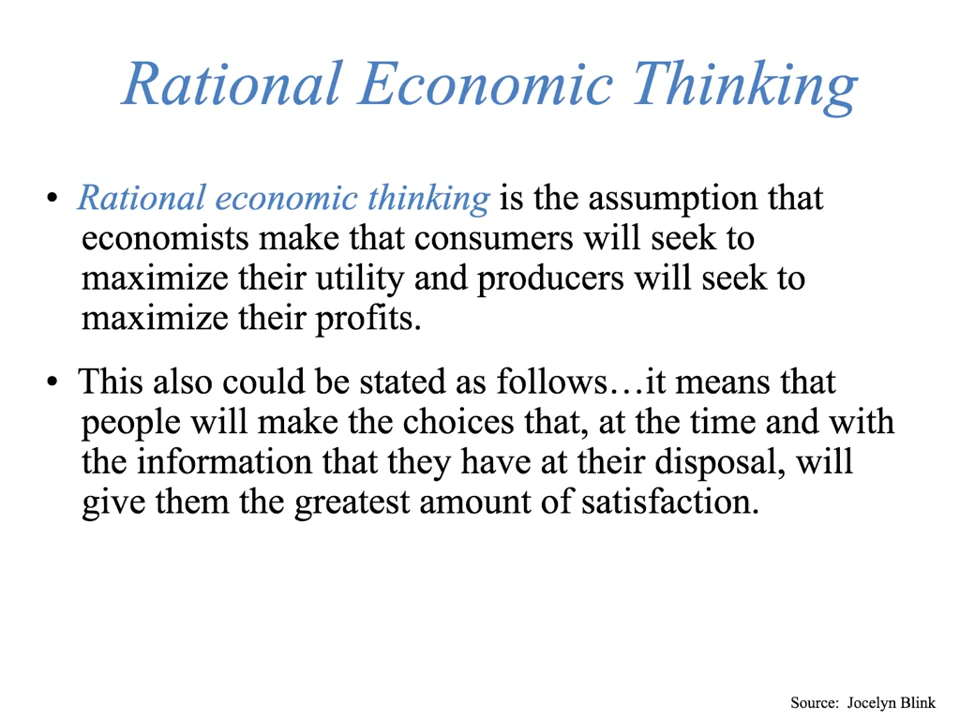 Rational Economic Thinking
• Rational economic thinking is the assumption that
economists make that consumers will seek to
maximize their utility and producers will seek to
maximize their profits.
• This also could be stated as follows…it means that
people will make the choices that, at the time and with
the information that they have at their disposal, will
give them the greatest amount of satisfaction.
Source:  Jocelyn Blink